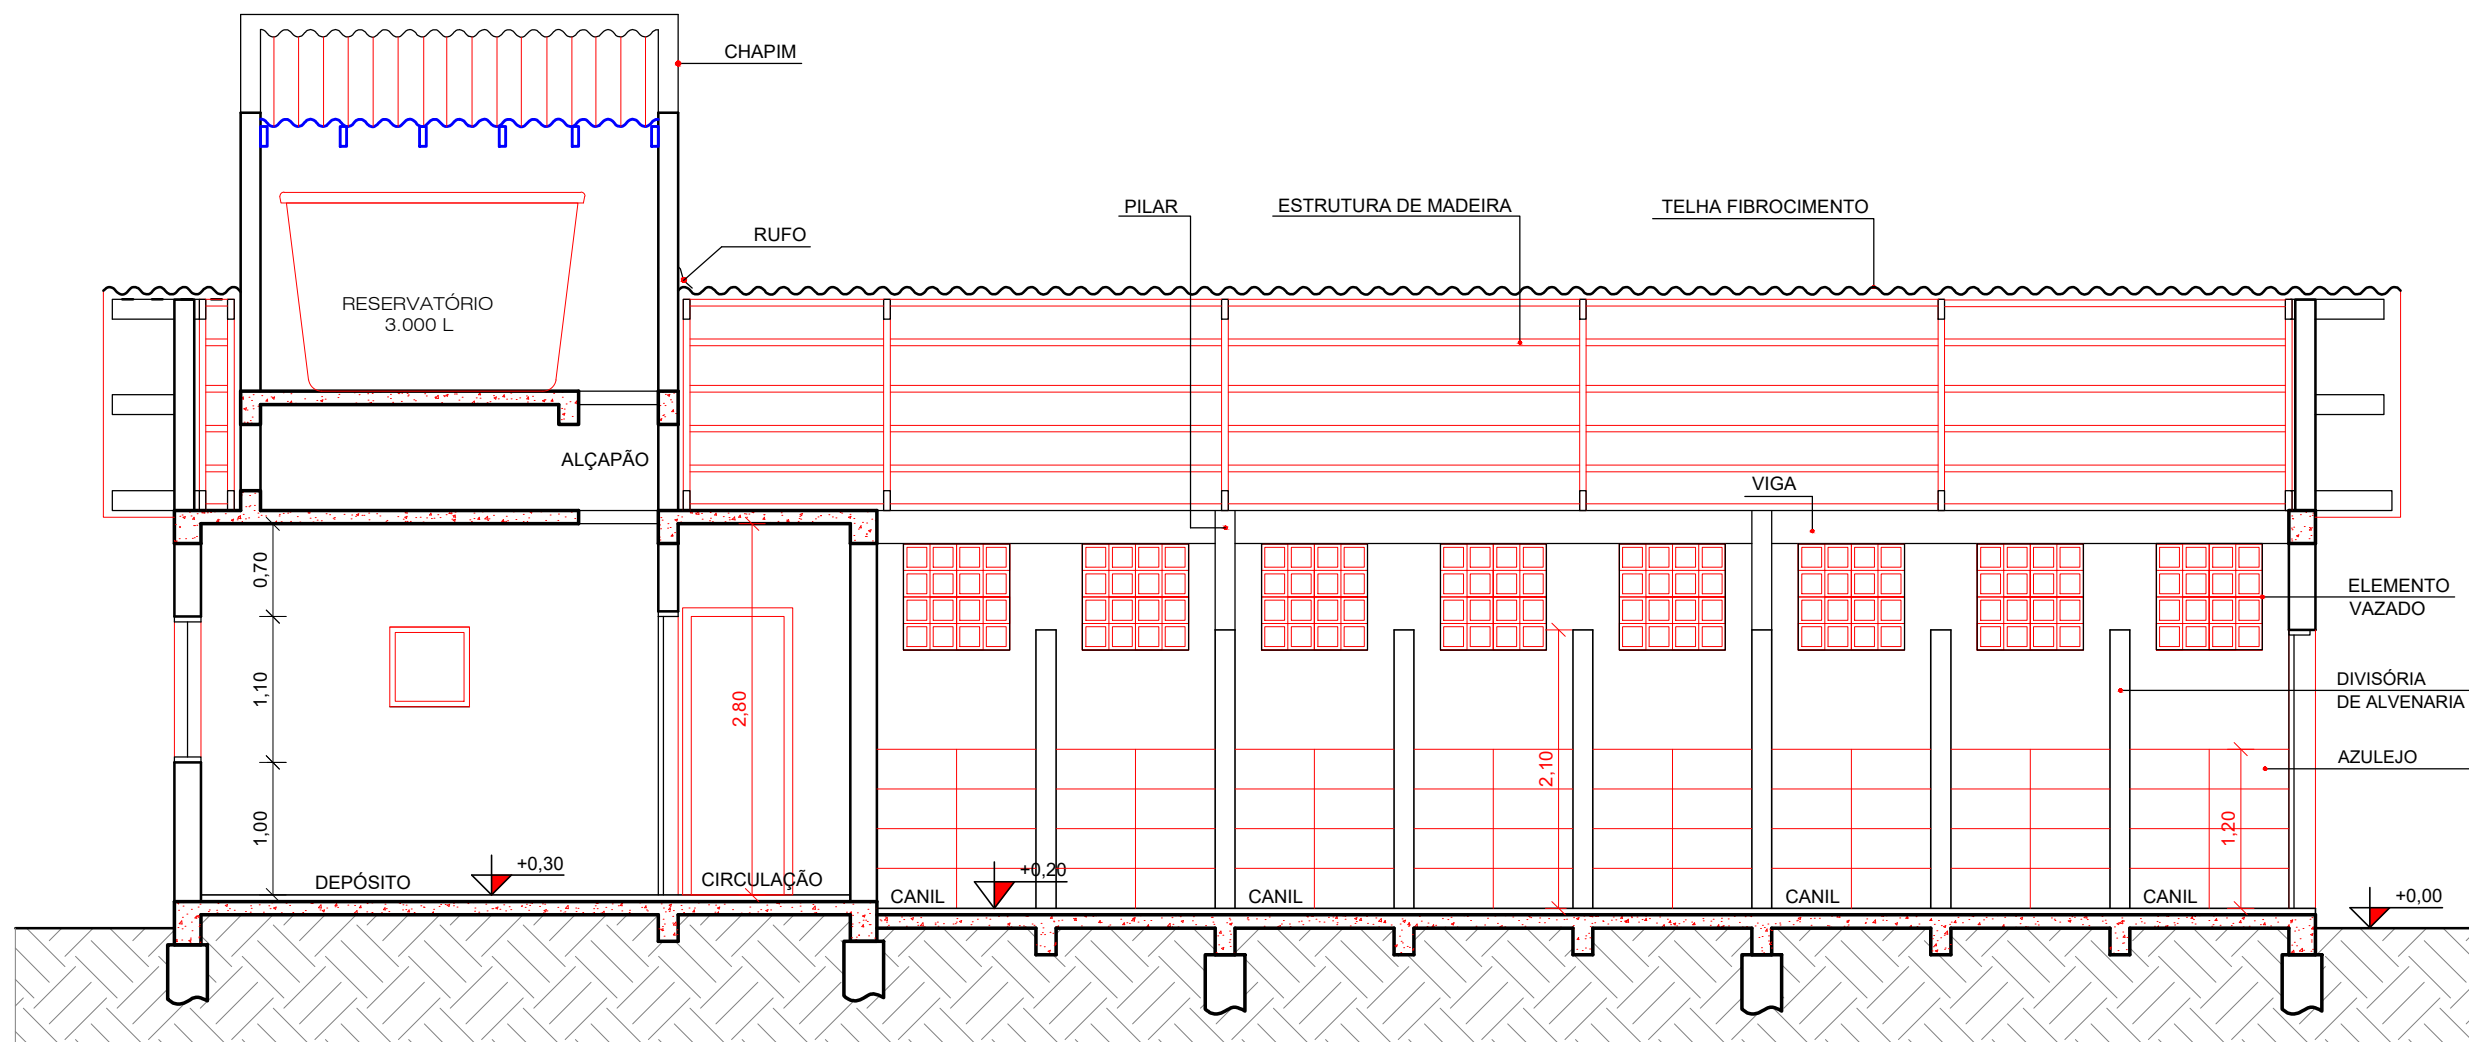 CHAPIM
PILAR
ESTRUTURA DE MADEIRA
TELHA FIBROCIMENTO
RUFO
RESERVATÓRIO
3.000 L
ALÇAPÃO
VIGA
0,70
ELEMENTO
VAZADO
1,10
2,80
DIVISÓRIA
DE ALVENARIA
2,10
AZULEJO
1,00
1,20
+0,30
+0,20
DEPÓSITO
CIRCULAÇÃO
CANIL
CANIL
CANIL
CANIL
+0,00